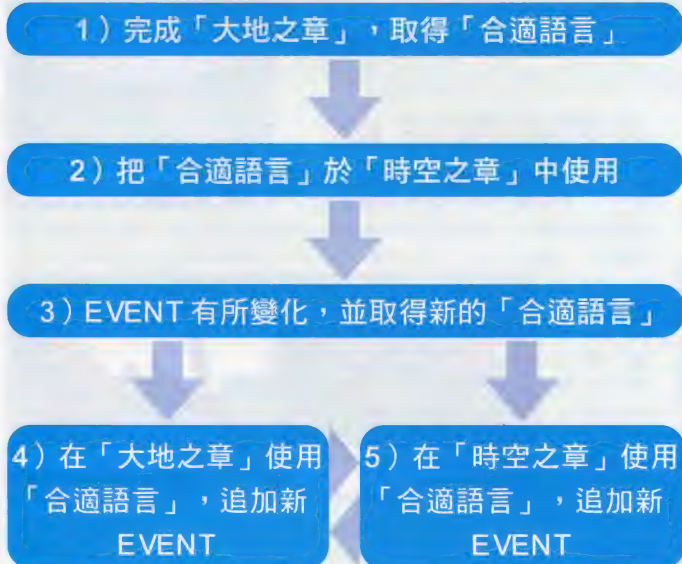 1）完成「大地之章」，取得「合適語言」
2）把「合適語言」於「時空之章」中使用
3）EVENT 有所變化，並取得新的「合適語言」
4）在「大地之章」使用
「合適語言」，追加新
EVENT
5）在「時空之章」使用
「合適語言」，追加新
EVENT